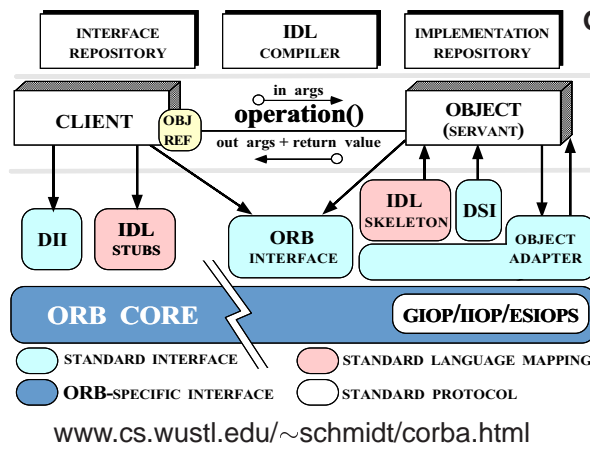 INTERFACE REPOSITORY
IDL COMPILER
IMPLEMENTATION REPOSITORY
in args
operation()
out args + return value
CLIENT
OBJ REF
OBJECT (SERVANT)
DII
IDL STUBS
ORB INTERFACE
IDL SKELETON
DSI
OBJECT ADAPTER
ORB CORE
GIOP/IIOP/ESIOPS
STANDARD INTERFACE
STANDARD LANGUAGE MAPPING
ORB-SPECIFIC INTERFACE
STANDARD PROTOCOL
www.cs.wustl.edu/∼schmidt/corba.html